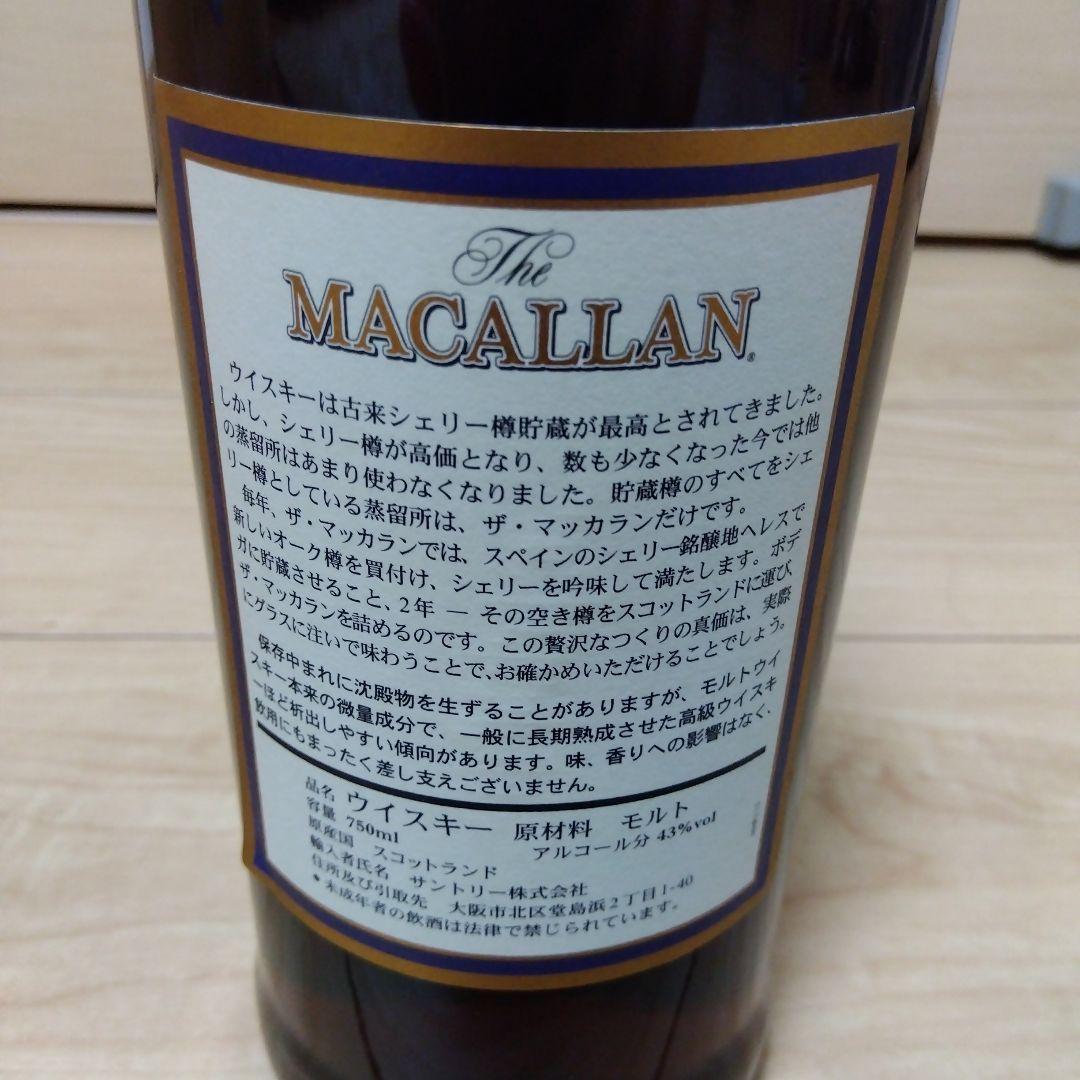 The
MACALLAN®
ウイスキーは古来シェリー樽貯蔵が最高とされてきました。
しかし、シェリー樽が高価となり、数も少なくなった今では他
の蒸留所はあまり使わなくなりました。貯蔵樽のすべてをシェ
リー樽としている蒸留所は、ザ・マッカランだけです。
毎年、ザ・マッカランでは、スペインのシェリー銘醸地ヘレスで
新しいオーク樽を買付け、シェリーを吟味して満たします。ボデ
ガに貯蔵させること、2年 — その空き樽をスコットランドに運び、
ザ・マッカランを詰めるのです。この贅沢なつくりの真価は、実際
にグラスに注いで味わうことで、お確かめいただけることでしょう。
保存中まれに沈殿物を生ずることがありますが、モルトウイ
スキー本来の微量成分で、一般に長期熟成させた高級ウイスキ
ーほど析出しやすい傾向があります。味、香りへの影響はなく、
飲用にもまったく差し支えございません。
品名 ウイスキー 原材料 モルト
容量 750ml アルコール分 43%vol
原産国 スコットランド
輸入者氏名 サントリー株式会社
住所及び引取先 大阪市北区堂島浜2丁目1-40
*未成年者の飲酒は法律で禁じられています。